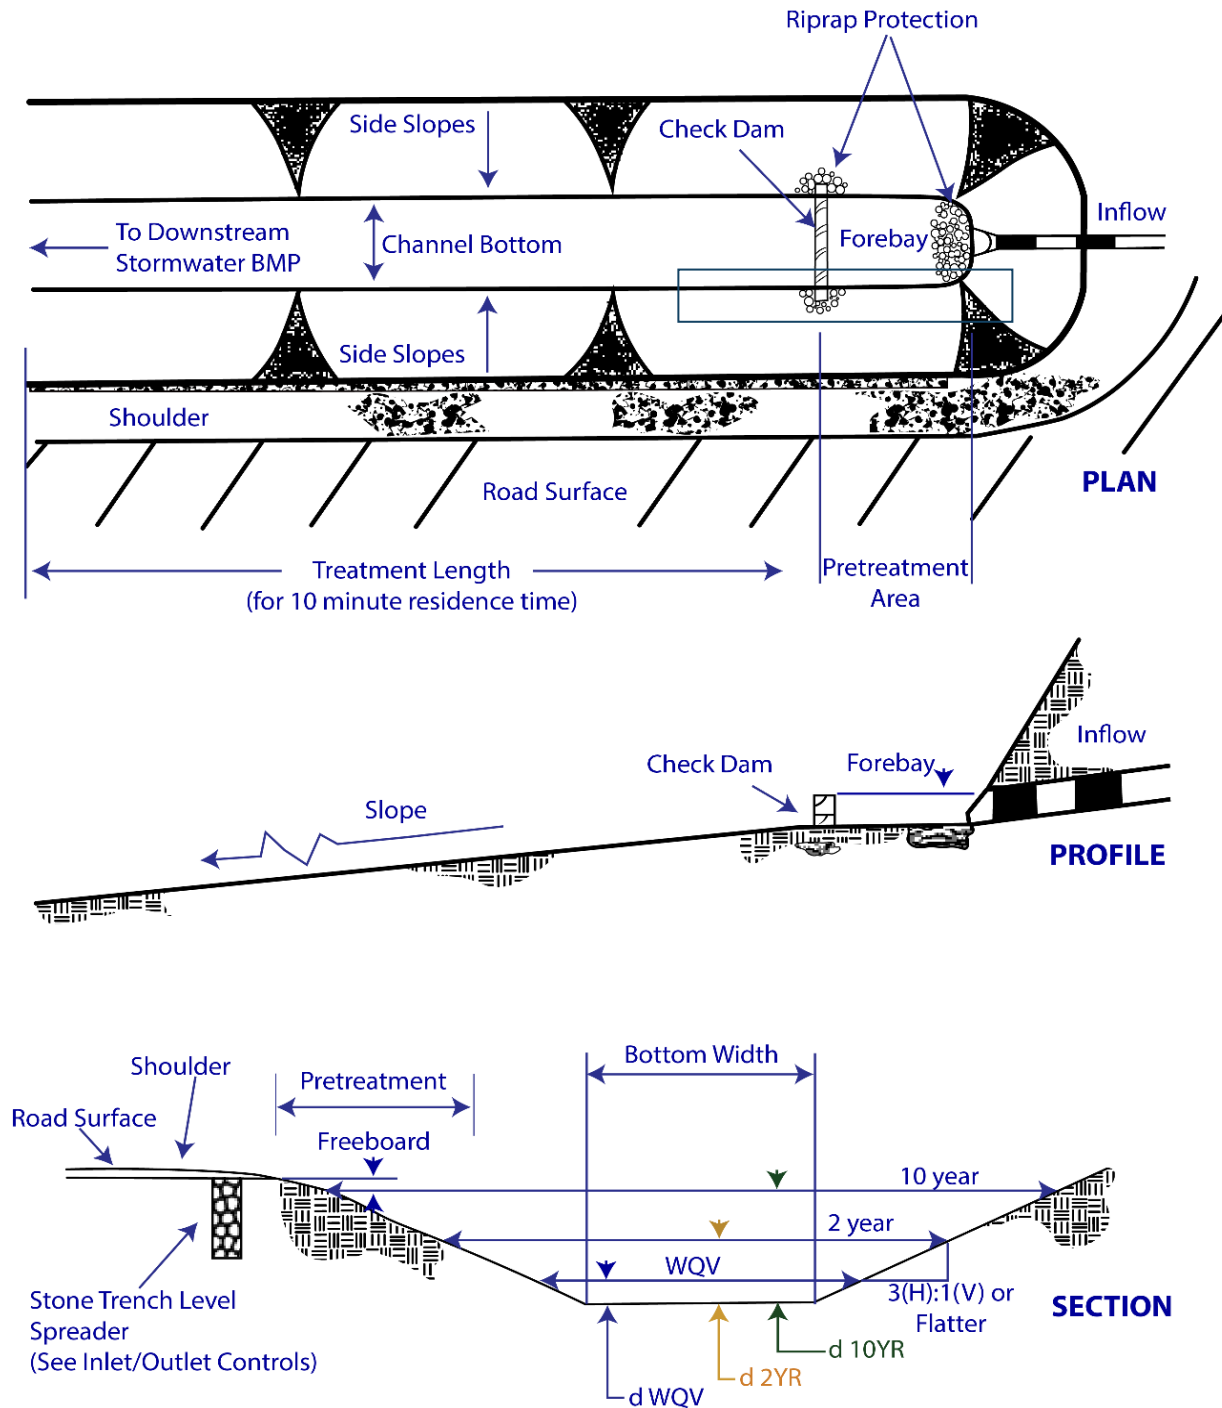 Riprap Protection
Side Slopes
Check Dam
Inflow
To Downstream
Stormwater BMP
Channel Bottom
Forebay
Side Slopes
Shoulder
PLAN
Road Surface
Treatment Length
(for 10 minute residence time)
Pretreatment
Area
Inflow
Check Dam
Forebay
Slope
PROFILE
Bottom Width
Shoulder
Pretreatment
Road Surface
Freeboard
10 year
2 year
WQV
3(H):1(V) or
Flatter
SECTION
Stone Trench Level
Spreader
(See Inlet/Outlet Controls)
d 10YR
d 2YR
d WQV